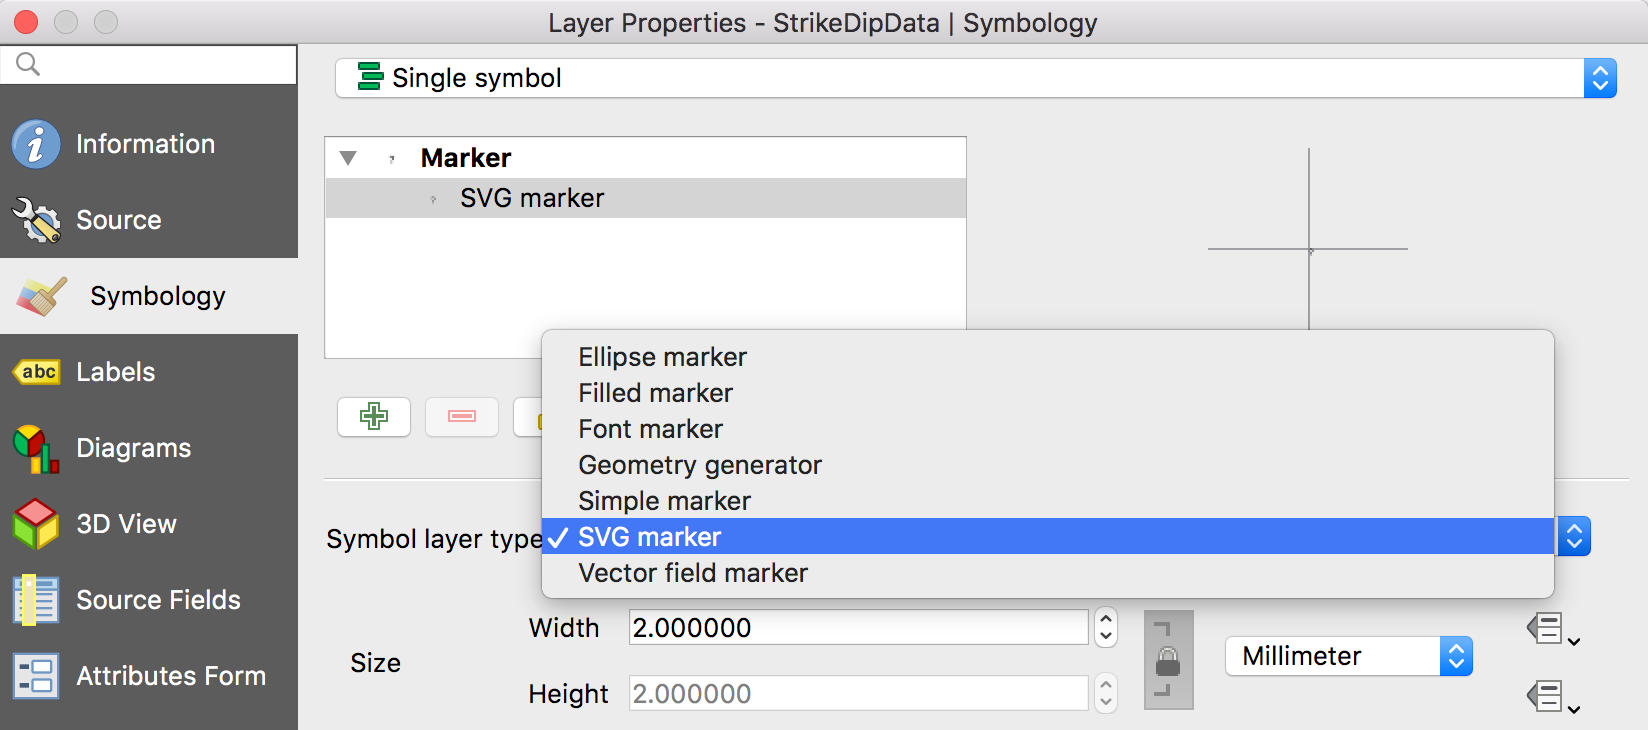 Layer Properties - StrikeDipData | Symbology
Single symbol
Information
Source
Symbology
Labels
abc
Diagrams
3D View
Source Fields
Attributes Form
Marker
SVG marker
Ellipse marker
Filled marker
Font marker
Geometry generator
Simple marker
Symbol layer type
✓ SVG marker
Vector field marker
Size
Width 2.000000
Height 2.000000
Millimeter